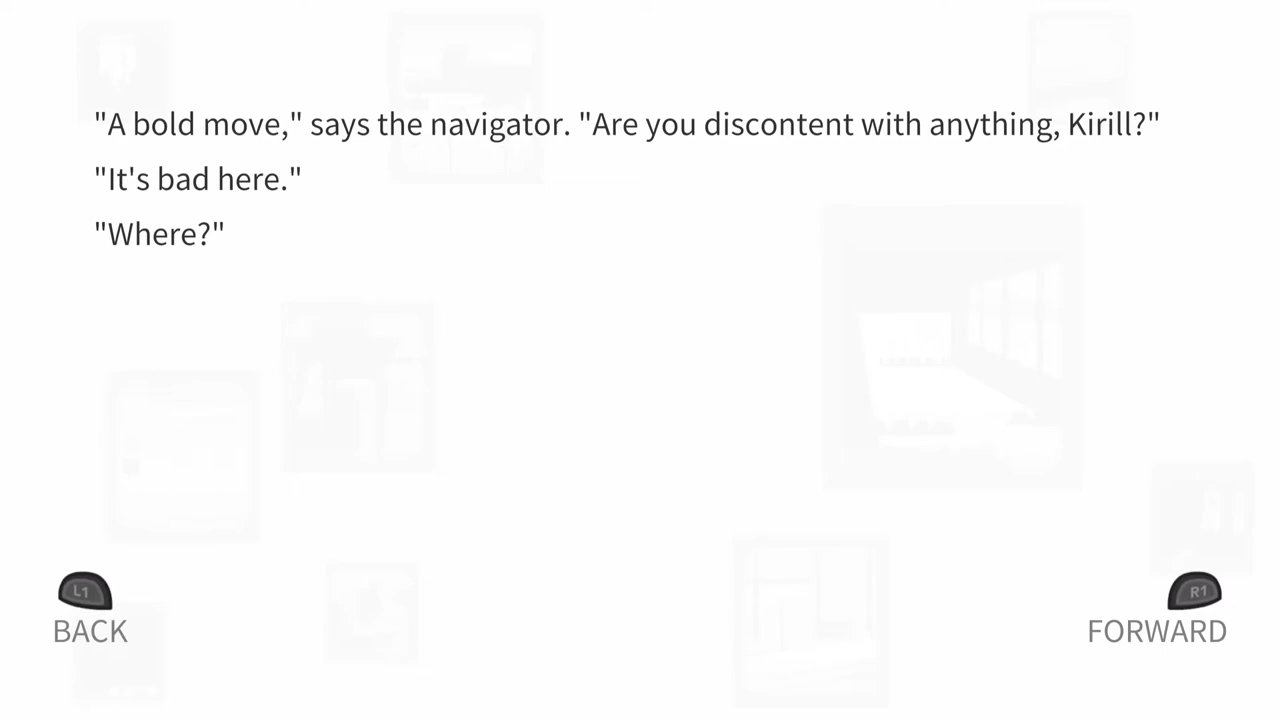 "A bold move," says the navigator. "Are you discontent with anything, Kirill?"
"It's bad here."
"Where?"
L1
R1
BACK
FORWARD